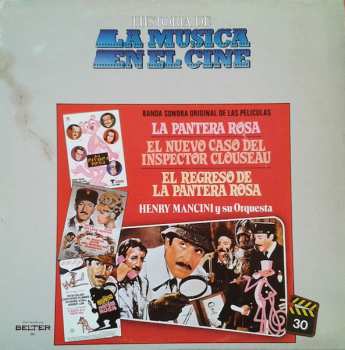 HISTORIA DE
LA MUSICA
EN EL CINE
BANDA SONORA ORIGINAL DE LAS PELICULAS
LA PANTERA ROSA
EL NUEVO CASO DEL
INSPECTOR CLOUSEAU
EL REGRESO DE
LA PANTERA ROSA
HENRY MANCINI y su Orquesta
BELTER
30